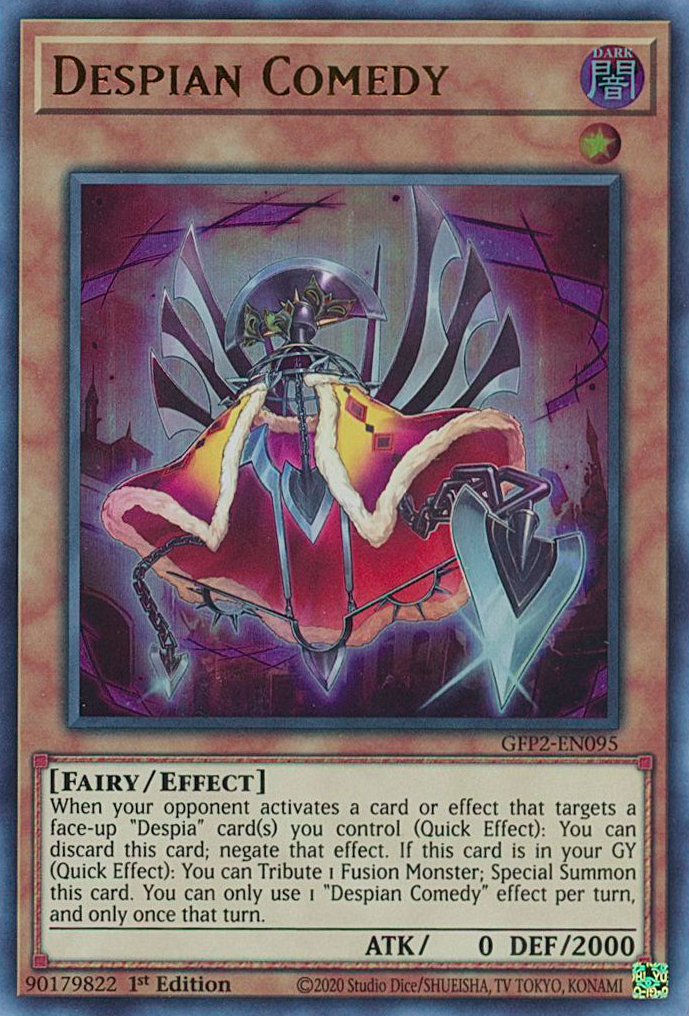 DESPIAN COMEDY
DARK
闇
GFP2-EN095
[FAIRY/EFFECT]
When your opponent activates a card or effect that targets a
face-up "Despia" card(s) you control (Quick Effect): You can
discard this card; negate that effect. If this card is in your GY
(Quick Effect): You can Tribute 1 Fusion Monster; Special Summon
this card. You can only use 1 "Despian Comedy" effect per turn,
and only once that turn.
ATK/ 0 DEF/2000
90179822 1st Edition ©2020 Studio Dice/SHUEISHA, TV TOKYO, KONAMI